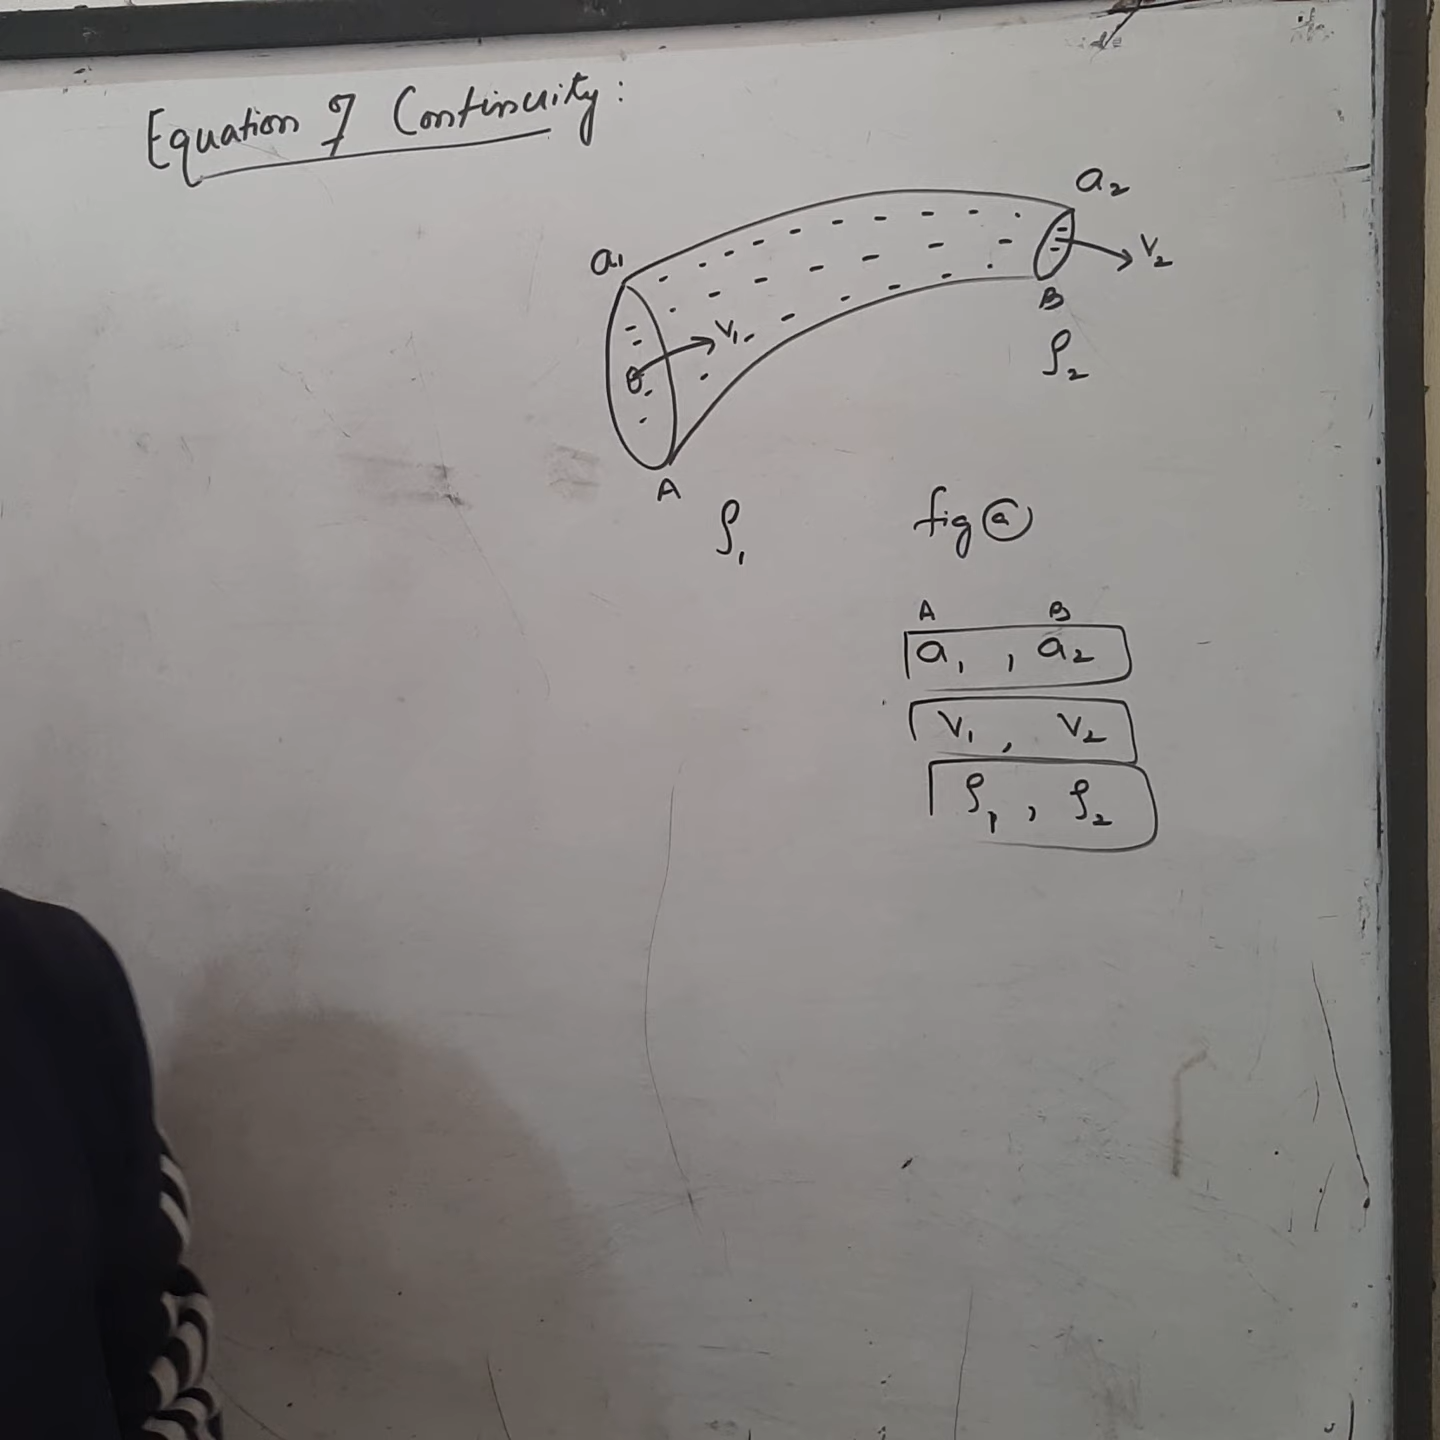 Equation of Continuity:
a₂
a₁
V₂
V₁
B
ρ₂
A
ρ₁
fig ⓐ
A B
a₁ , a₂
V₁ , V₂
ρ₁ , ρ₂